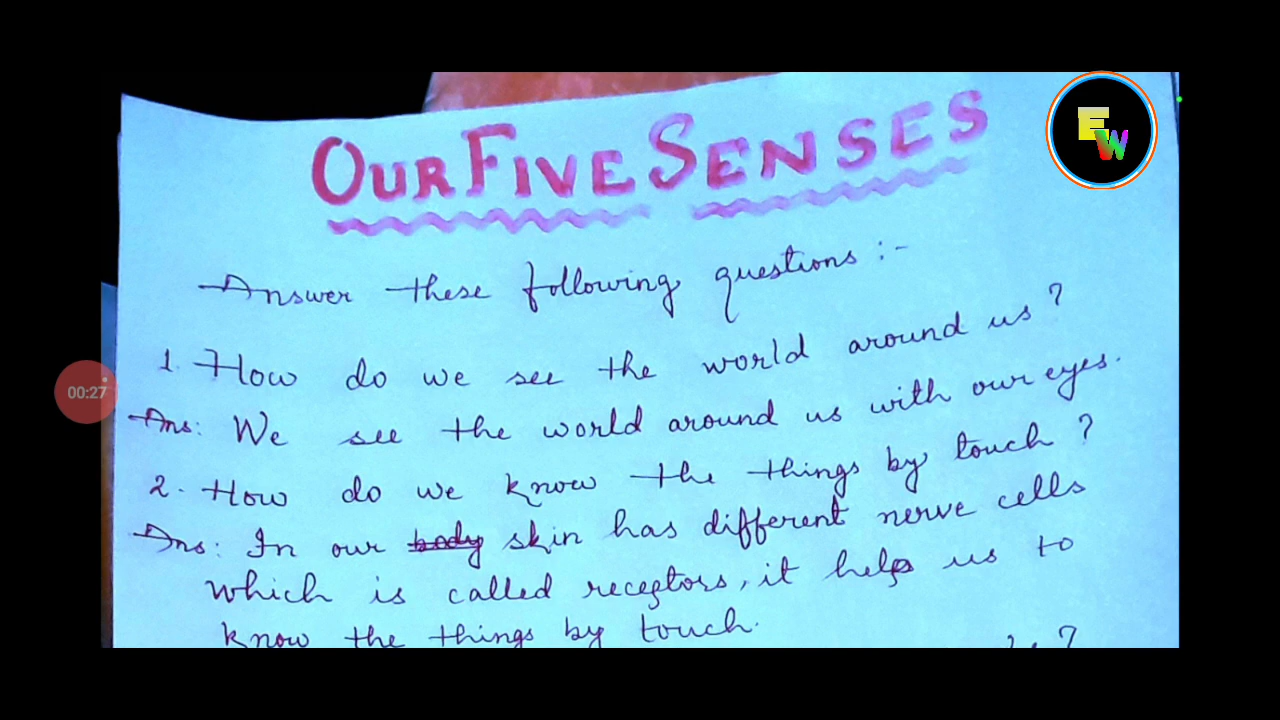 OUR FIVE SENSES
EW
Answer these following questions :-
1. How do we see the world around us ?
Ans: We see the world around us with our eyes.
2. How do we know the things by touch ?
Ans: In our body skin has different nerve cells
which is called receptors, it helps us to
know the things by touch.
00:27